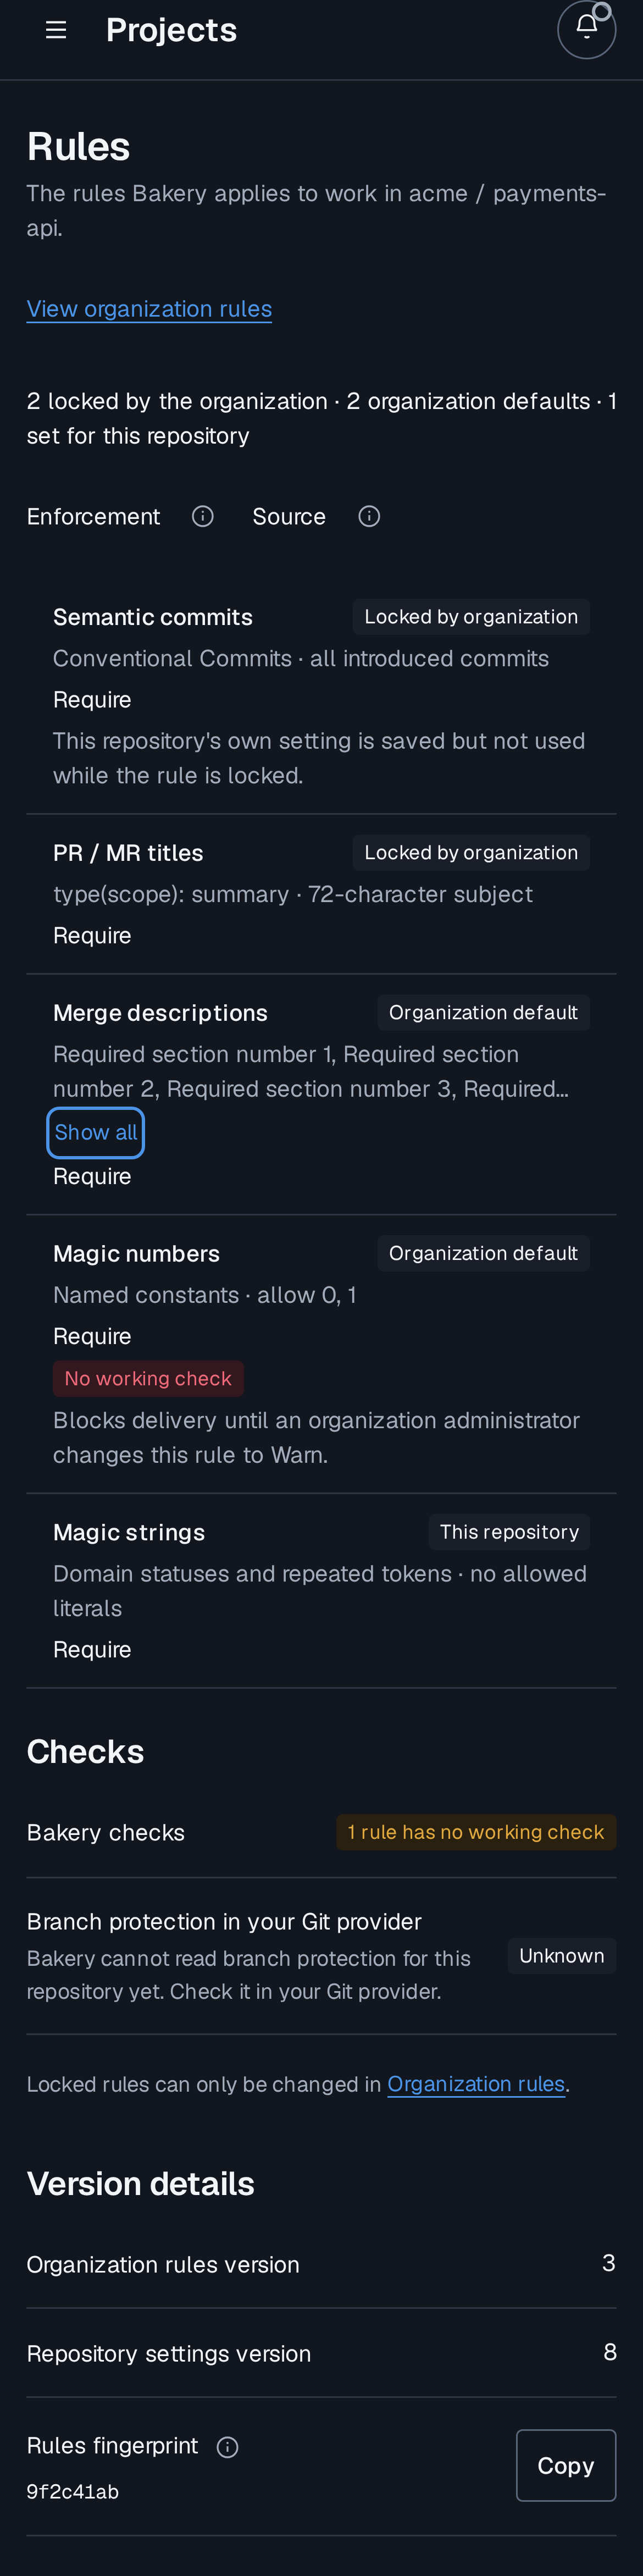 Projects
Rules
The rules Bakery applies to work in acme / payments-
api.
View organization rules
2 locked by the organization · 2 organization defaults · 1
set for this repository
Enforcement Source
Semantic commits Locked by organization
Conventional Commits · all introduced commits
Require
This repository's own setting is saved but not used
while the rule is locked.
PR / MR titles Locked by organization
type(scope): summary · 72-character subject
Require
Merge descriptions Organization default
Required section number 1, Required section
number 2, Required section number 3, Required...
Show all
Require
Magic numbers Organization default
Named constants · allow 0, 1
Require
No working check
Blocks delivery until an organization administrator
changes this rule to Warn.
Magic strings This repository
Domain statuses and repeated tokens · no allowed
literals
Require
Checks
Bakery checks 1 rule has no working check
Branch protection in your Git provider
Bakery cannot read branch protection for this
repository yet. Check it in your Git provider.
Unknown
Locked rules can only be changed in Organization rules.
Version details
Organization rules version 3
Repository settings version 8
Rules fingerprint
9f2c41ab
Copy